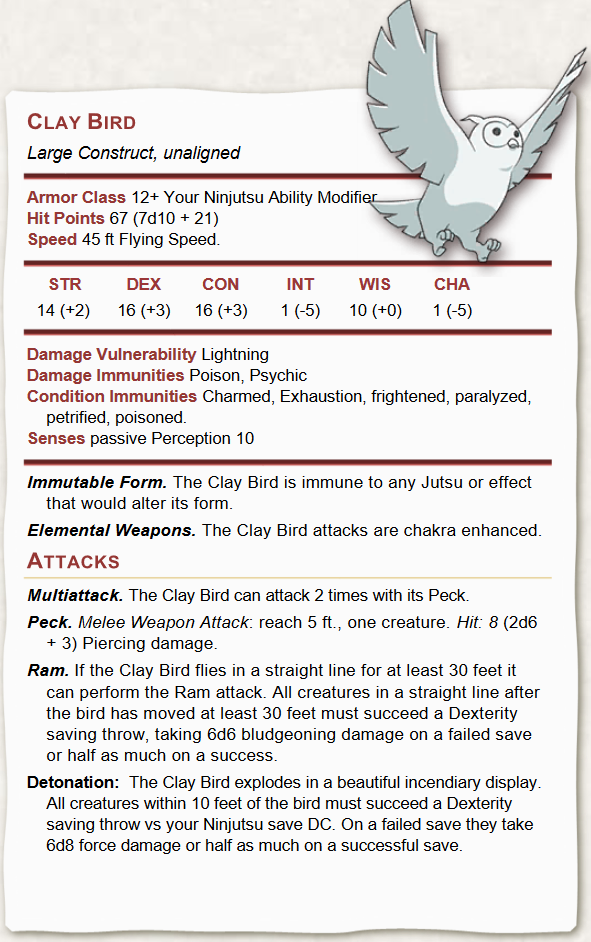 CLAY BIRD
Large Construct, unaligned
Armor Class 12+ Your Ninjutsu Ability Modifier
Hit Points 67 (7d10 + 21)
Speed 45 ft Flying Speed.
STR DEX CON INT WIS CHA
14 (+2) 16 (+3) 16 (+3) 1 (-5) 10 (+0) 1 (-5)
Damage Vulnerability Lightning
Damage Immunities Poison, Psychic
Condition Immunities Charmed, Exhaustion, frightened, paralyzed,
petrified, poisoned.
Senses passive Perception 10
Immutable Form. The Clay Bird is immune to any Jutsu or effect
that would alter its form.
Elemental Weapons. The Clay Bird attacks are chakra enhanced.
ATTACKS
Multiattack. The Clay Bird can attack 2 times with its Peck.
Peck. Melee Weapon Attack: reach 5 ft., one creature. Hit: 8 (2d6
+ 3) Piercing damage.
Ram. If the Clay Bird flies in a straight line for at least 30 feet it
can perform the Ram attack. All creatures in a straight line after
the bird has moved at least 30 feet must succeed a Dexterity
saving throw, taking 6d6 bludgeoning damage on a failed save
or half as much on a success.
Detonation: The Clay Bird explodes in a beautiful incendiary display.
All creatures within 10 feet of the bird must succeed a Dexterity
saving throw vs your Ninjutsu save DC. On a failed save they take
6d8 force damage or half as much on a successful save.